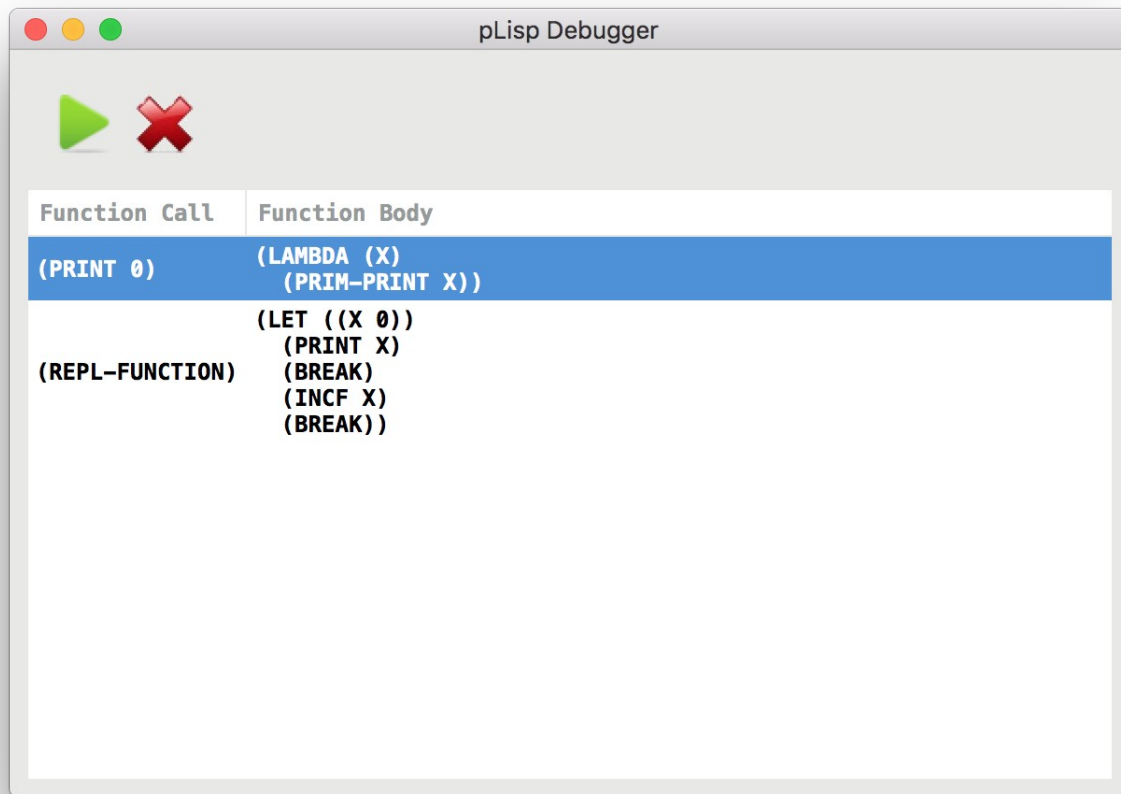 pLisp Debugger
Function Call Function Body
(PRINT 0) (LAMBDA (X)
(PRIM-PRINT X))
(REPL-FUNCTION) (LET ((X 0))
(PRINT X)
(BREAK)
(INCF X)
(BREAK))